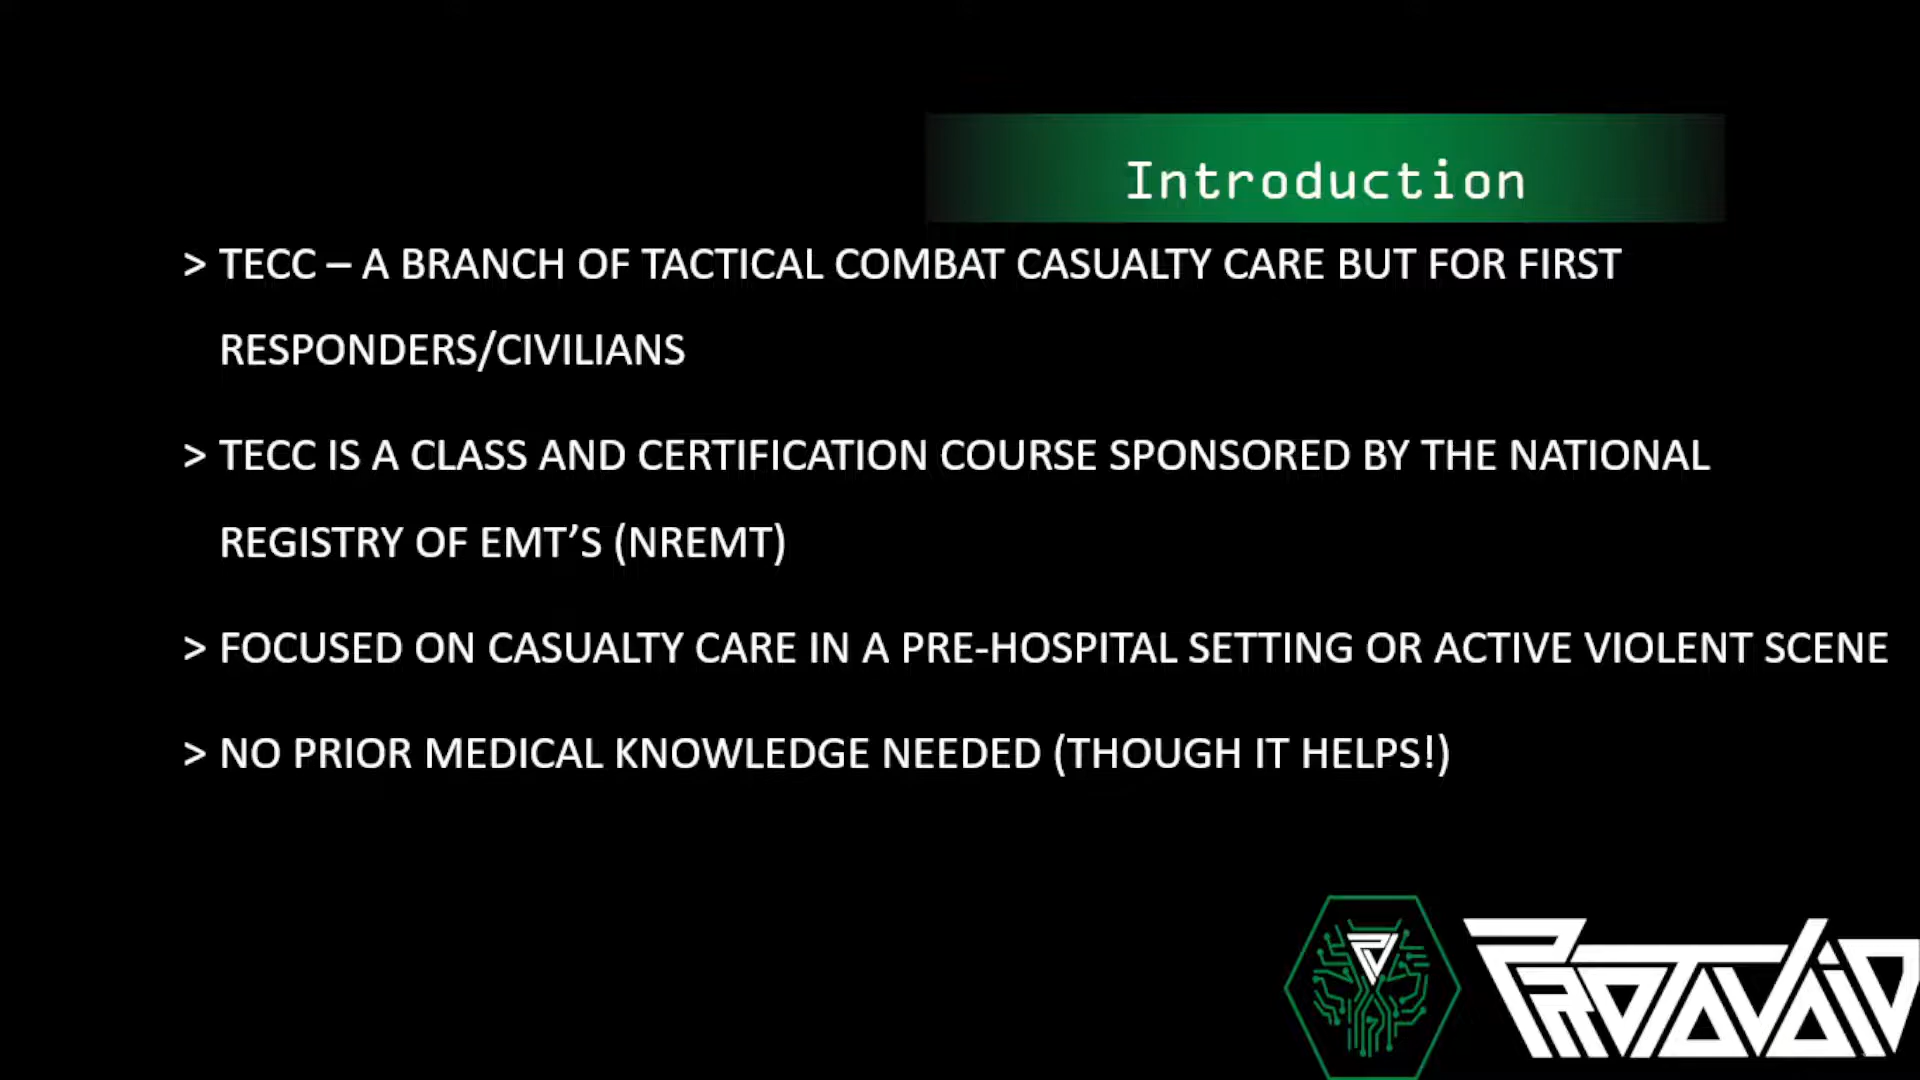 Introduction
> TECC – A BRANCH OF TACTICAL COMBAT CASUALTY CARE BUT FOR FIRST
RESPONDERS/CIVILIANS
> TECC IS A CLASS AND CERTIFICATION COURSE SPONSORED BY THE NATIONAL
REGISTRY OF EMT’S (NREMT)
> FOCUSED ON CASUALTY CARE IN A PRE-HOSPITAL SETTING OR ACTIVE VIOLENT SCENE
> NO PRIOR MEDICAL KNOWLEDGE NEEDED (THOUGH IT HELPS!)
PROTOVOID